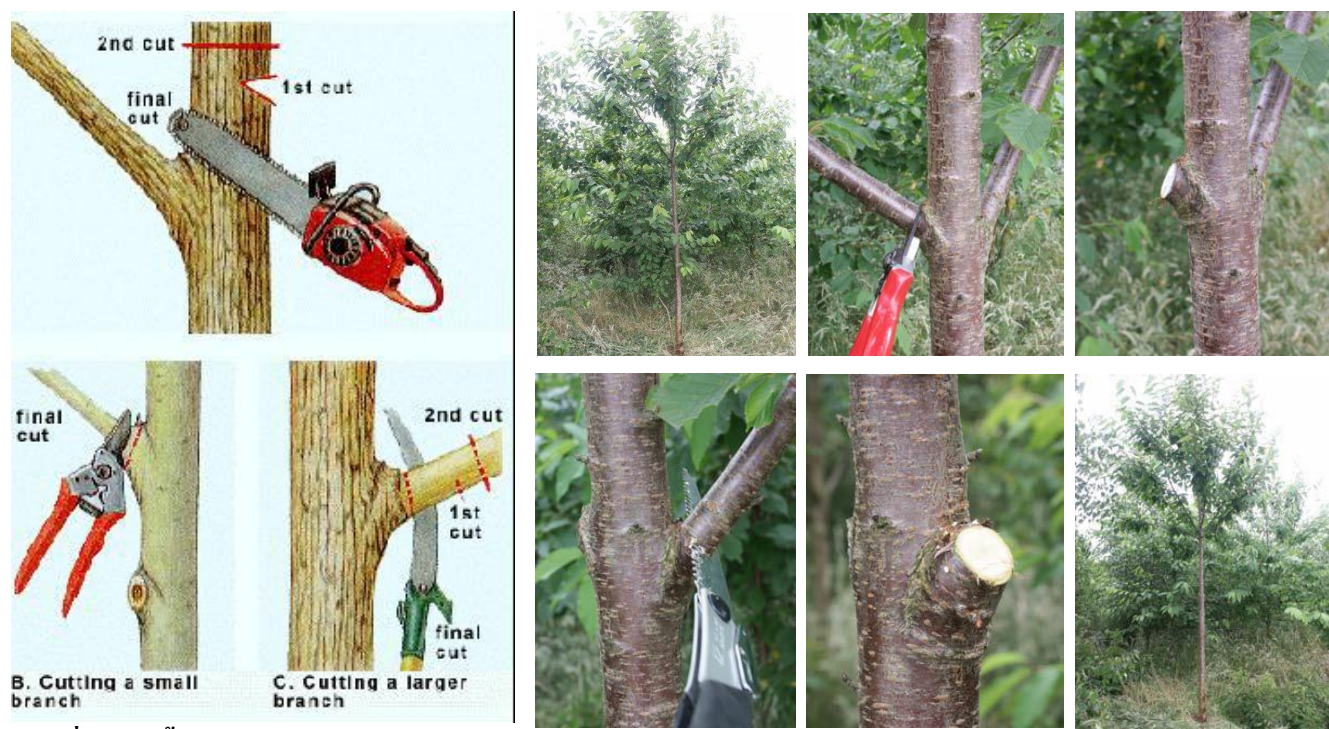 2nd cut
1st cut
final
cut
final
cut
2nd cut
1st
cut
final
cut
B. Cutting a small
branch
C. Cutting a larger
branch